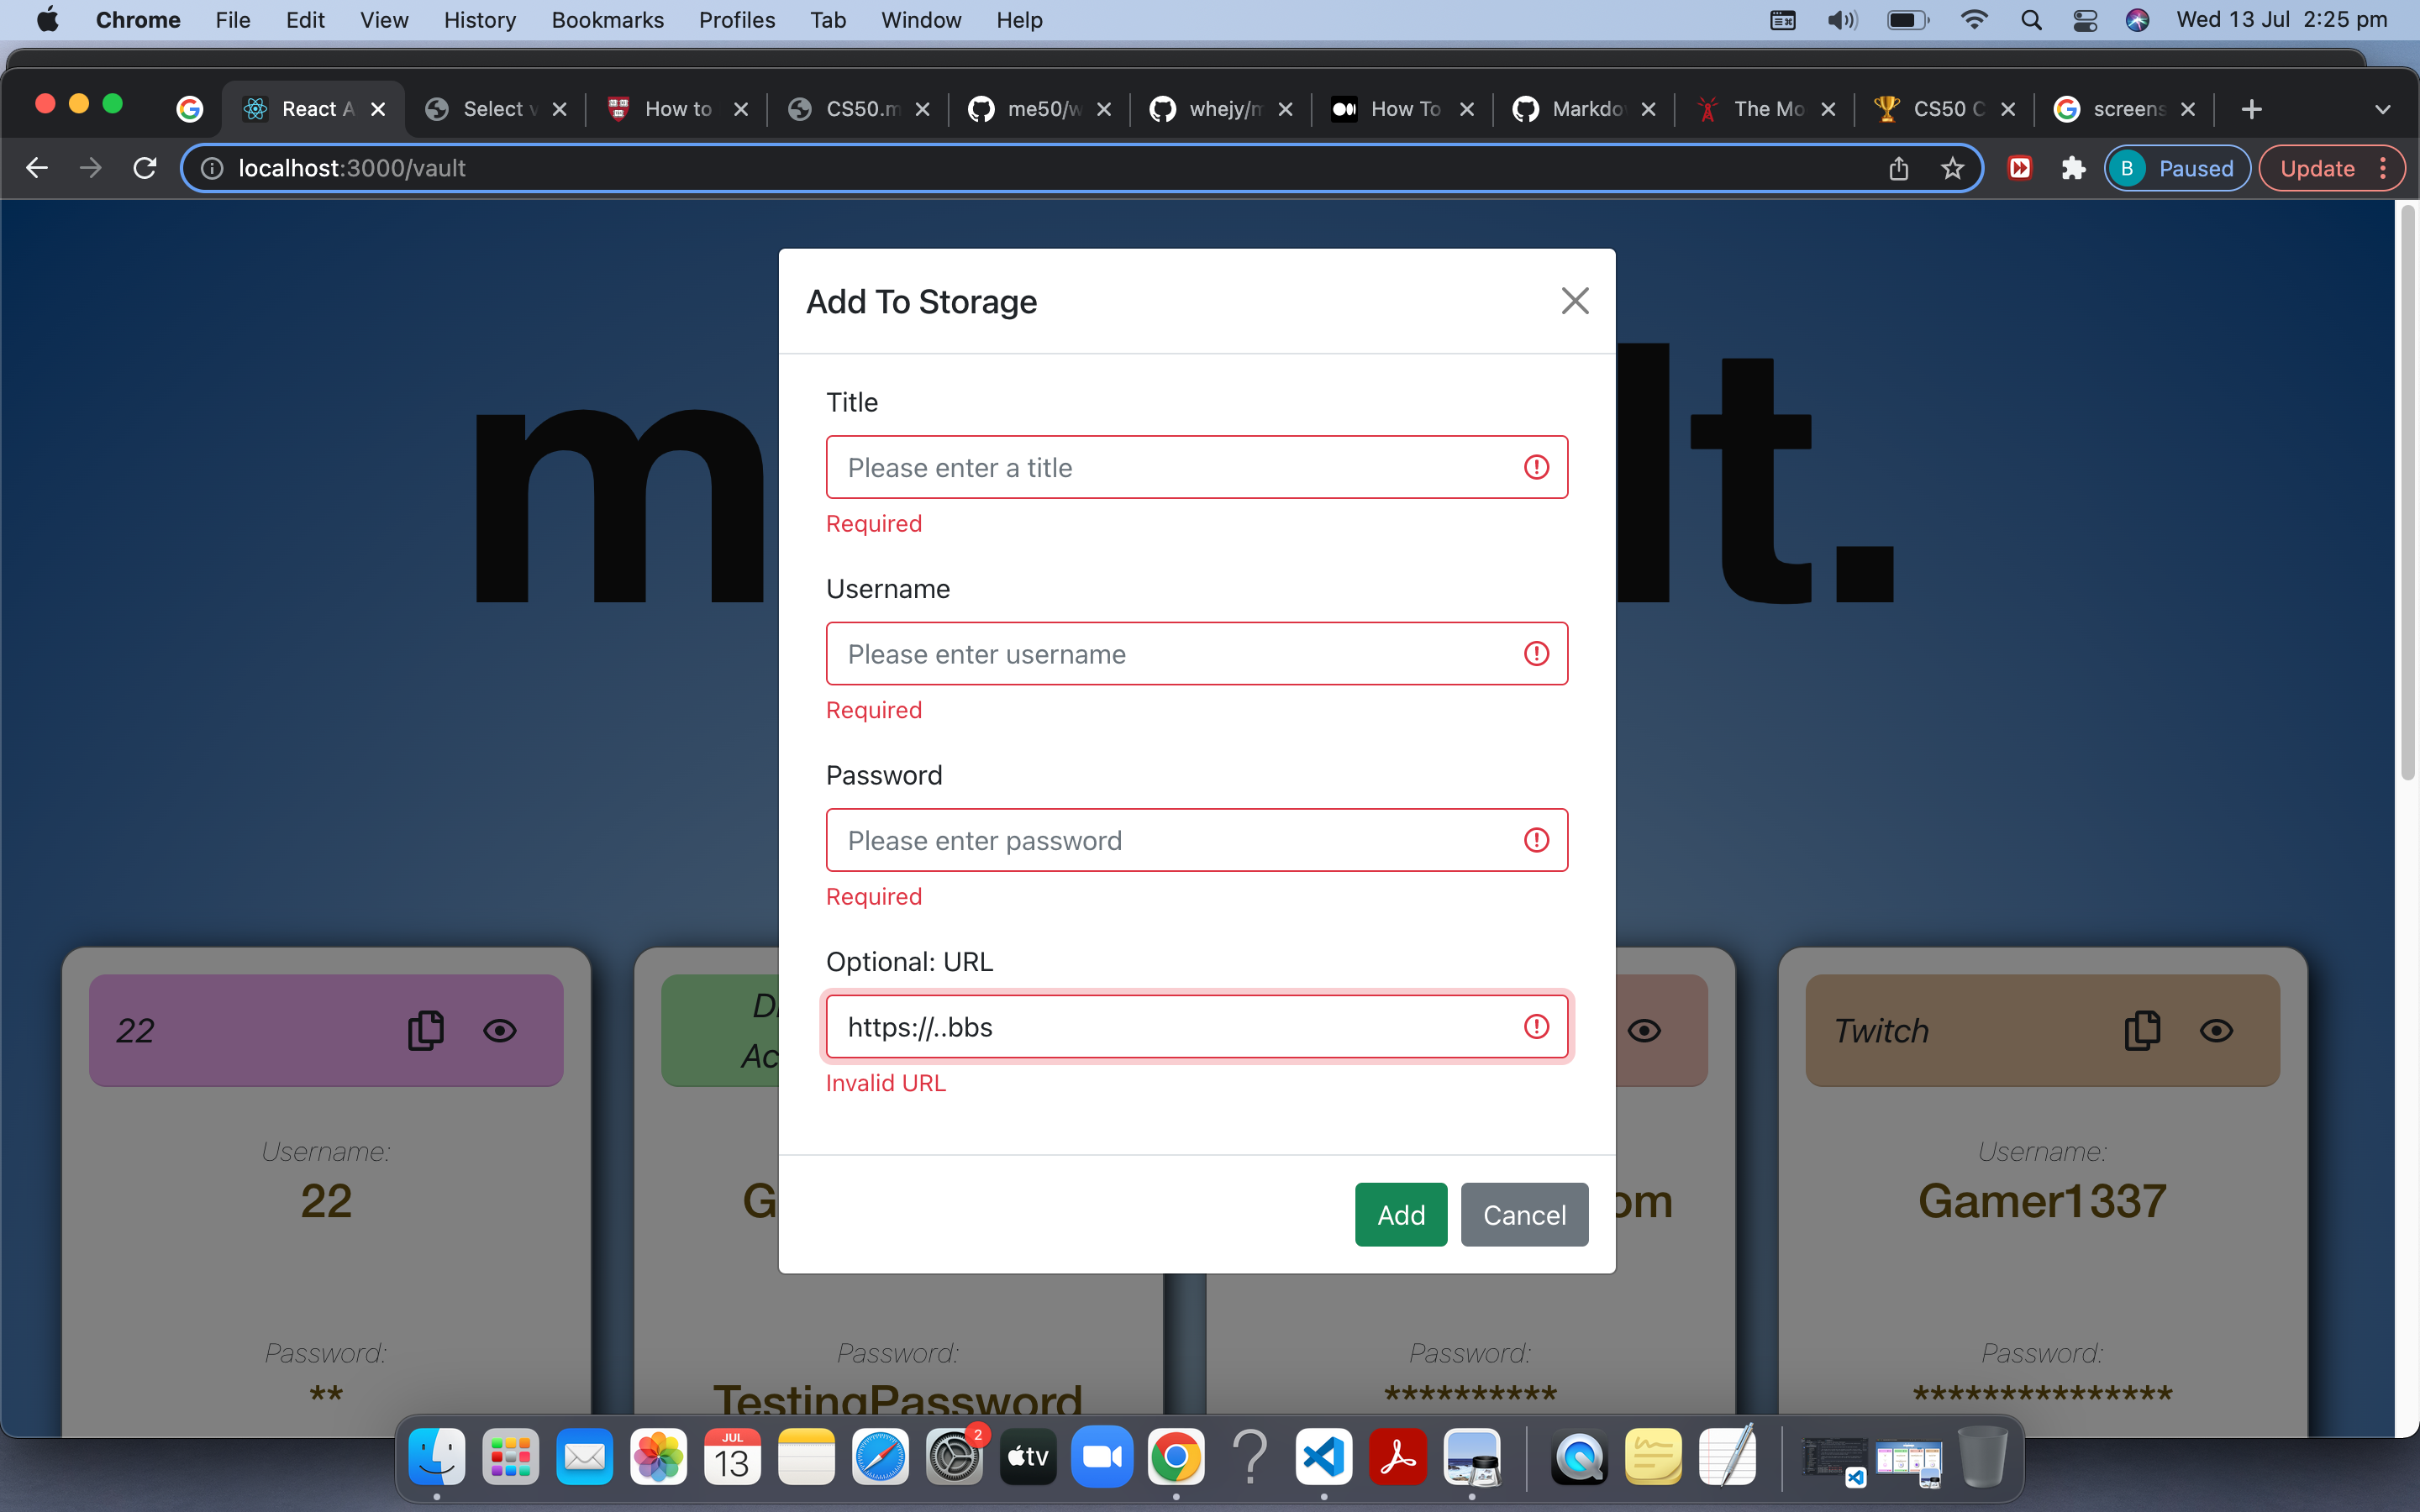 Chrome File Edit View History Bookmarks Profiles Tab Window Help Wed 13 Jul 2:25 pm
React A Select v How to CS50.m me50/w whejy/m How To Markdo The Mo CS50 C screens
localhost:3000/vault B Paused Update
m lt.
Add To Storage
Title
Please enter a title
Required
Username
Please enter username
Required
Password
Please enter password
Required
Optional: URL
https://..bbs
Invalid URL
Add Cancel
22 Di Twitch
Ac
Username: Username:
22 G om Gamer1337
Password: Password: Password: Password:
** TestingPassword ********** ***************
JUL
13
2
tv